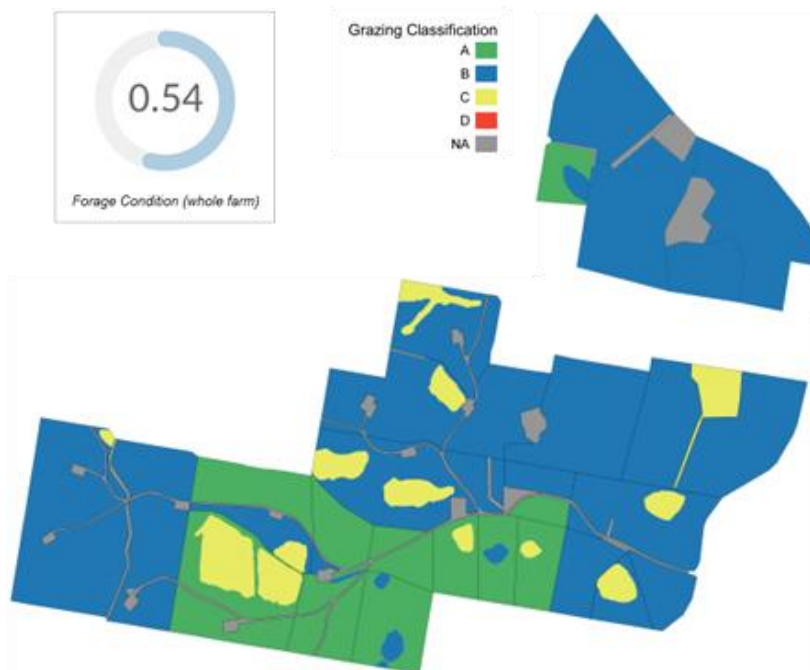 0.54
Forage Condition (whole farm)
Grazing Classification
A
B
C
D
NA